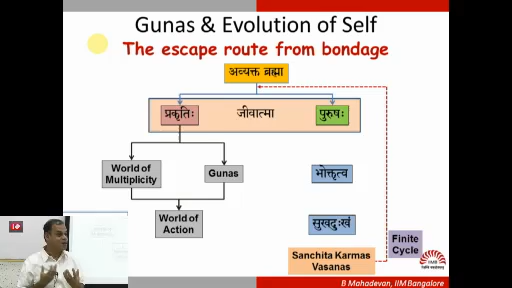 Gunas & Evolution of Self
The escape route from bondage
अव्यक्त ब्रह्मा
प्रकृतिः
जीवात्मा
पुरुषः
World of
Multiplicity
Gunas
भोक्तृत्व
World of
Action
सुखदुःखं
Sanchita Karmas
Vasanas
Finite
Cycle
IIMB
B Mahadevan, IIM Bangalore